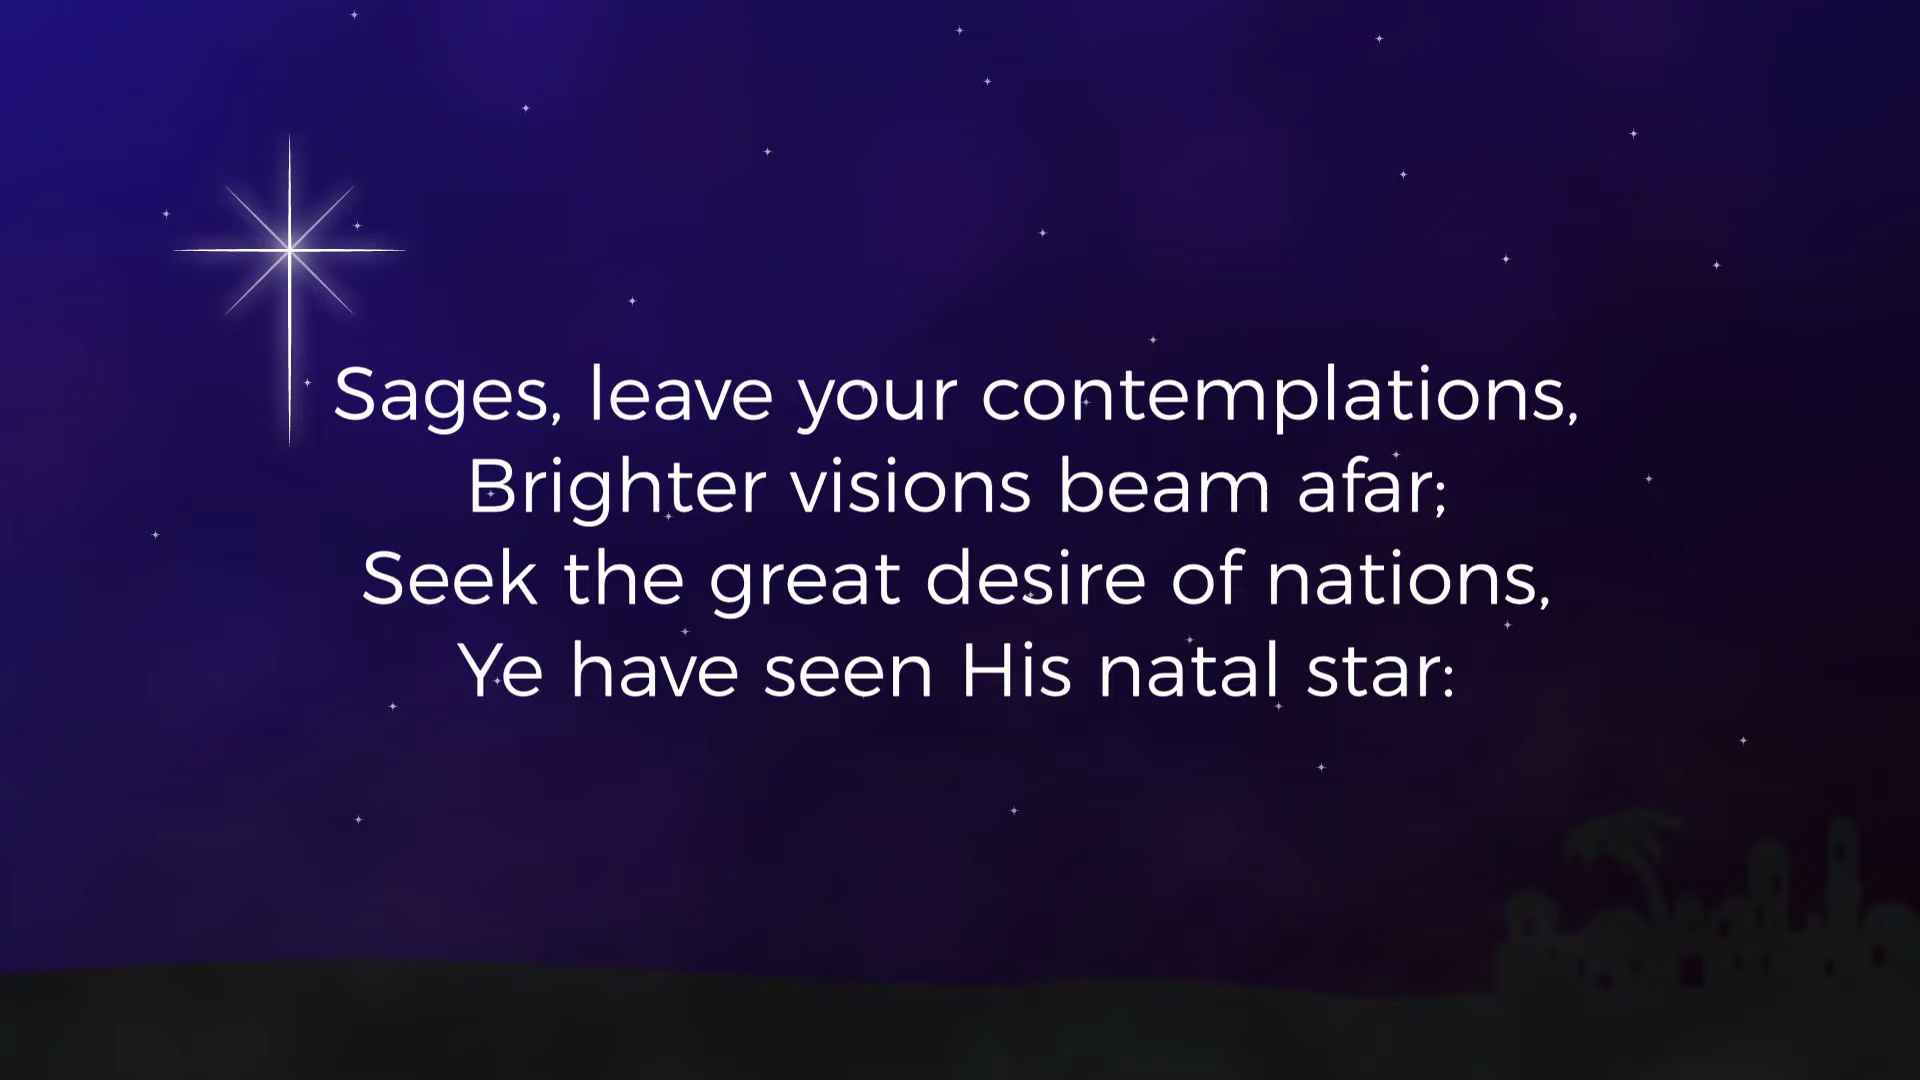 Sages, leave your contemplations,
Brighter visions beam afar;
Seek the great desire of nations,
Ye have seen His natal star: